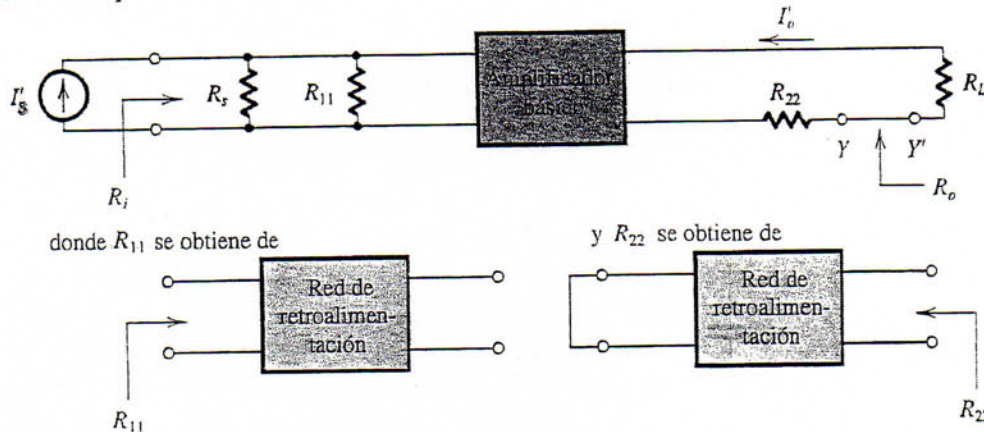 I'o
I's
Rs
R11
Amplificador
básico
R22
RL
Y
Y'
Ri
Ro
donde R11 se obtiene de
y R22 se obtiene de
Red de
retroalimen-
tación
Red de
retroalimen-
tación
R11
R22